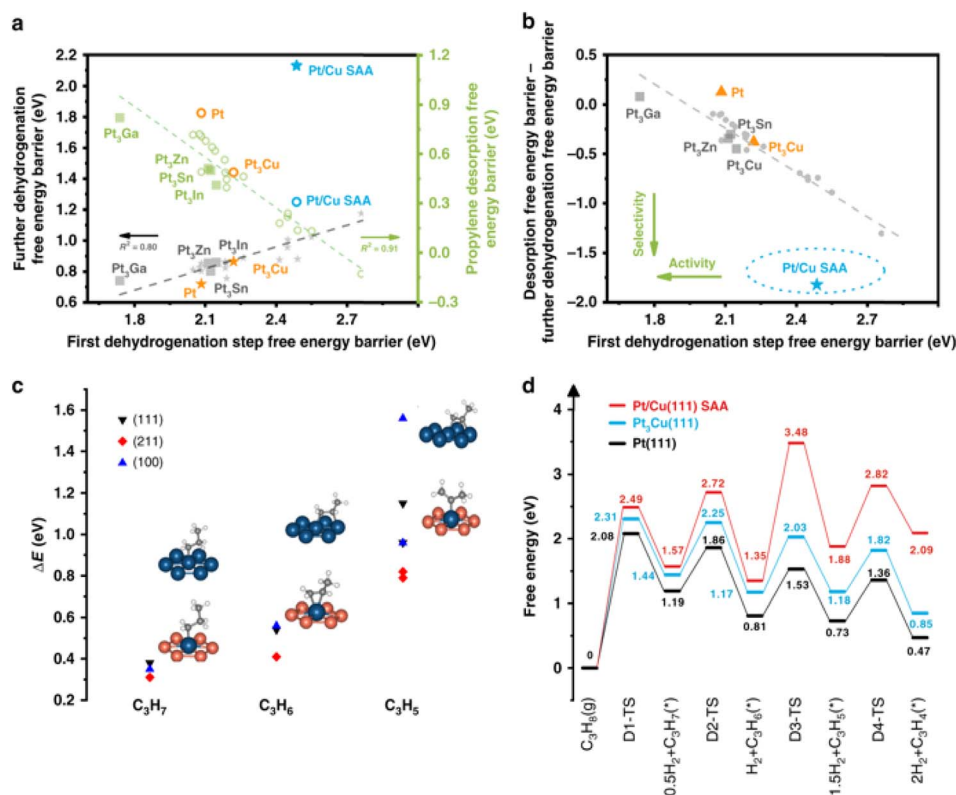 a
Further dehydrogenation
free energy barrier (eV)
2.2
2.0
1.8
1.6
1.4
1.2
1.0
0.8
0.6
Pt/Cu SAA
Pt
Pt3Ga
Pt3Zn
Pt3Sn
Pt3Cu
Pt3In
Pt/Cu SAA
R² = 0.80
Pt3Zn
Pt3In
R² = 0.91
Pt3Ga
Pt3Cu
Pt
Pt3Sn
1.2
0.9
0.6
0.3
0.0
−0.3
Propylene desorption free
energy barrier (eV)
1.8
2.1
2.4
2.7
First dehydrogenation step free energy barrier (eV)
b
Desorption free energy barrier –
further dehydrogenation free energy barrier
0.5
0.0
−0.5
−1.0
−1.5
−2.0
Pt
Pt3Ga
Pt3Sn
Pt3Zn
Pt3Cu
Pt3Cu
Selectivity
Activity
Pt/Cu SAA
1.8
2.1
2.4
2.7
First dehydrogenation step free energy barrier (eV)
c
ΔE (eV)
1.6
1.4
1.2
1.0
0.8
0.6
0.4
0.2
(111)
(211)
(100)
C3H7
C3H6
C3H5
d
Free energy (eV)
4
3
2
1
0
Pt/Cu(111) SAA
Pt3Cu(111)
Pt(111)
3.48
2.49
2.72
2.82
2.31
2.25
2.03
2.08
1.57
1.86
1.35
1.88
1.82
2.09
1.44
1.17
1.53
1.18
1.36
1.19
0.81
0.73
0.85
0.47
0
C3H8(g)
D1-TS
0.5H2+C3H7(*)
D2-TS
H2+C3H6(*)
D3-TS
1.5H2+C3H5(*)
D4-TS
2H2+C3H4(*)